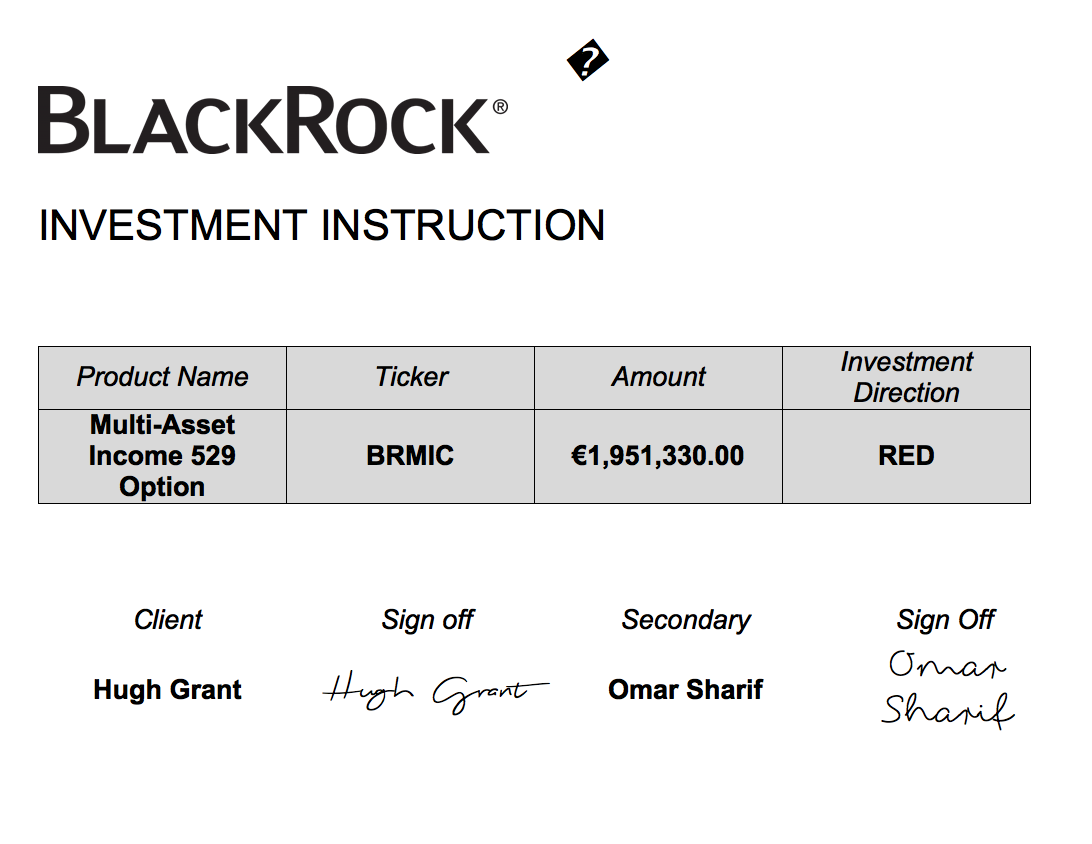 �
BLACKROCK®
INVESTMENT INSTRUCTION
Product Name Ticker Amount Investment Direction
Multi-Asset Income 529 Option BRMIC €1,951,330.00 RED
Client Sign off Secondary Sign Off
Hugh Grant Hugh Grant Omar Sharif Omar Sharif